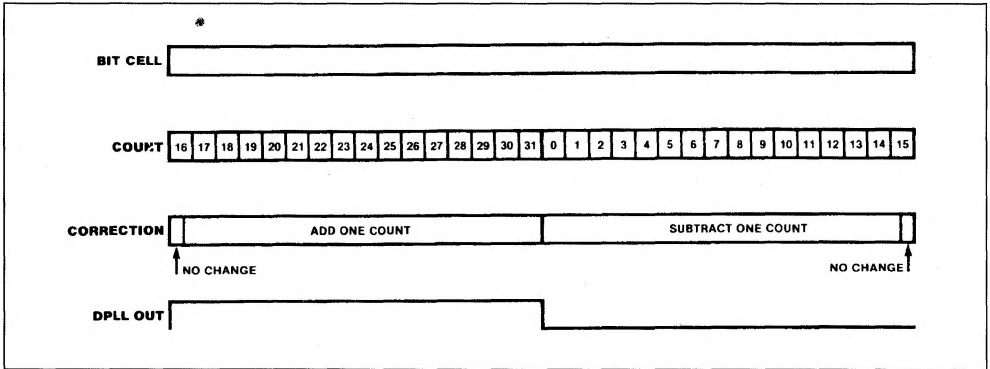 BIT CELL
COUNT 16 17 18 19 20 21 22 23 24 25 26 27 28 29 30 31 0 1 2 3 4 5 6 7 8 9 10 11 12 13 14 15
CORRECTION ADD ONE COUNT SUBTRACT ONE COUNT
NO CHANGE NO CHANGE
DPLL OUT